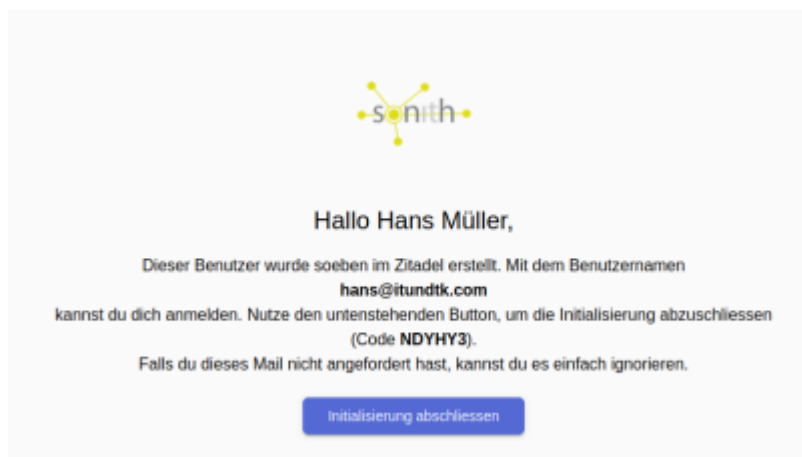 synith
Hallo Hans Müller,
Dieser Benutzer wurde soeben im Zitadel erstellt. Mit dem Benutzernamen
hans@itundtk.com
kannst du dich anmelden. Nutze den untenstehenden Button, um die Initialisierung abzuschliessen
(Code NDYHY3).
Falls du dieses Mail nicht angefordert hast, kannst du es einfach ignorieren.
Initialisierung abschliessen